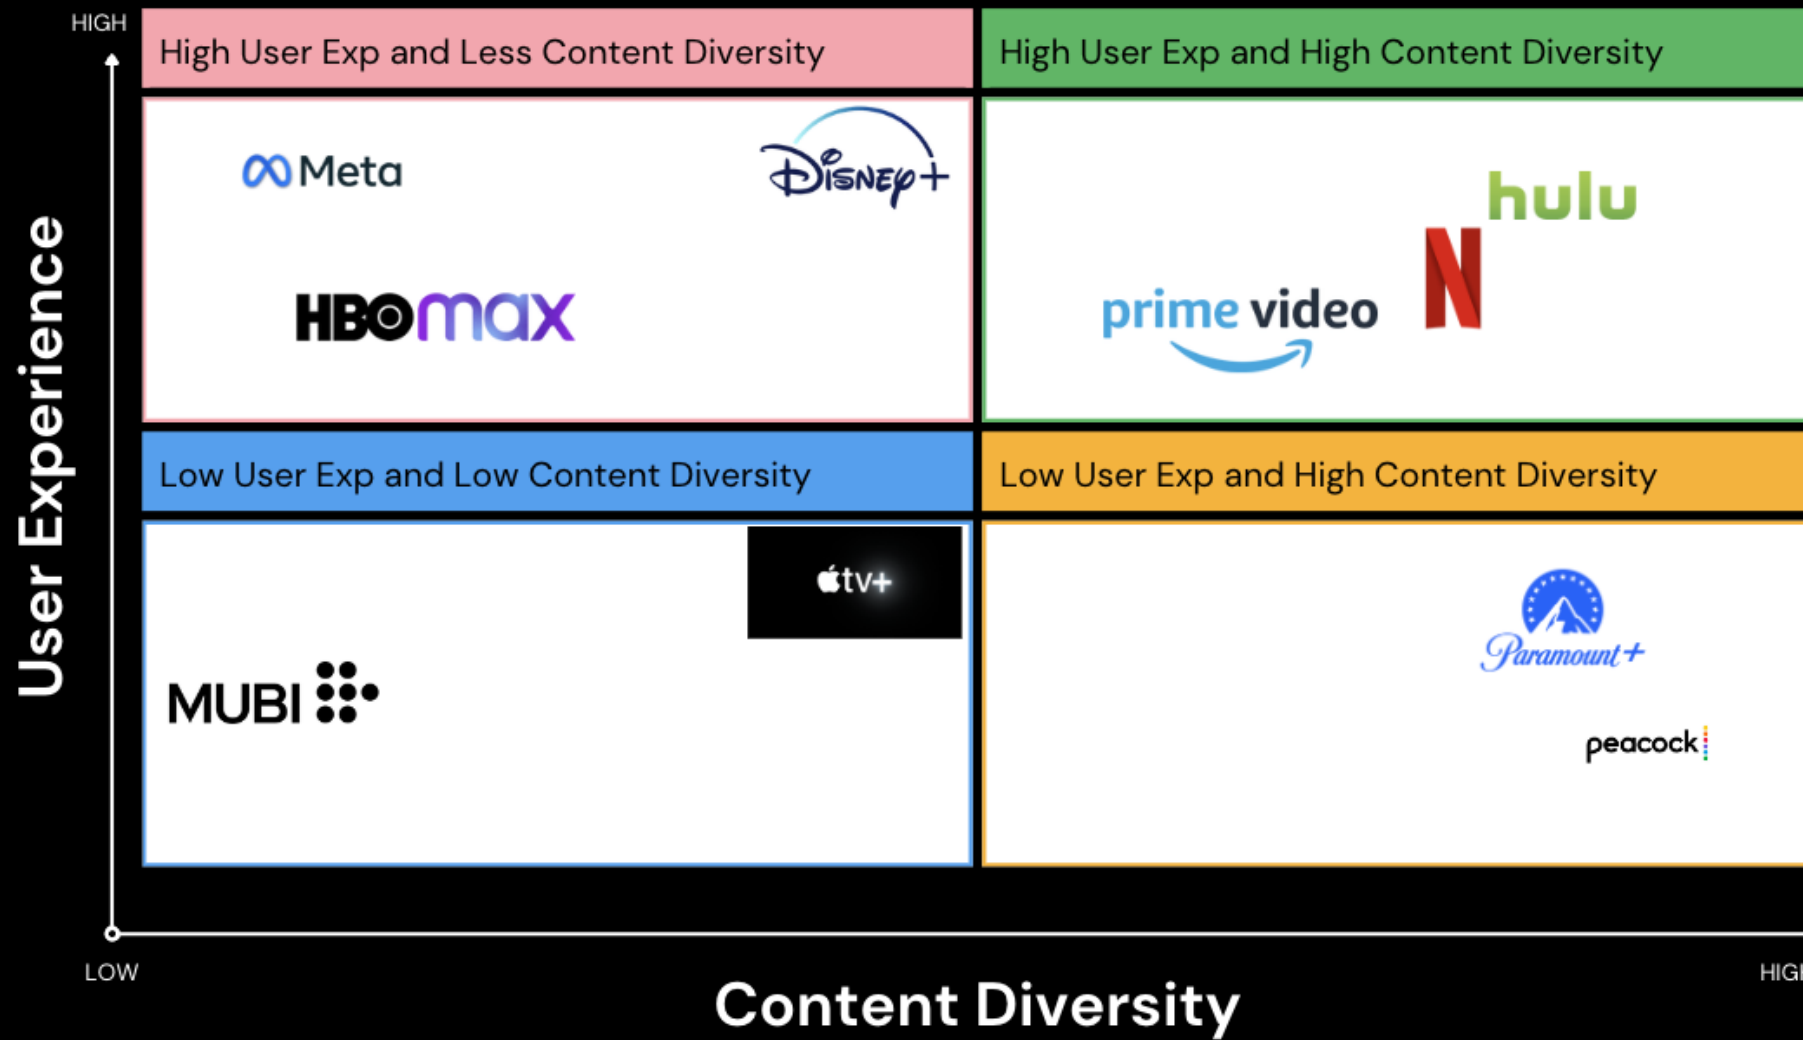 HIGH
High User Exp and Less Content Diversity
High User Exp and High Content Diversity
Meta
Disney+
hulu
N
prime video
HBOmax
User Experience
Low User Exp and Low Content Diversity
Low User Exp and High Content Diversity
tv+
Paramount+
MUBI
peacock
LOW
HIGH
Content Diversity